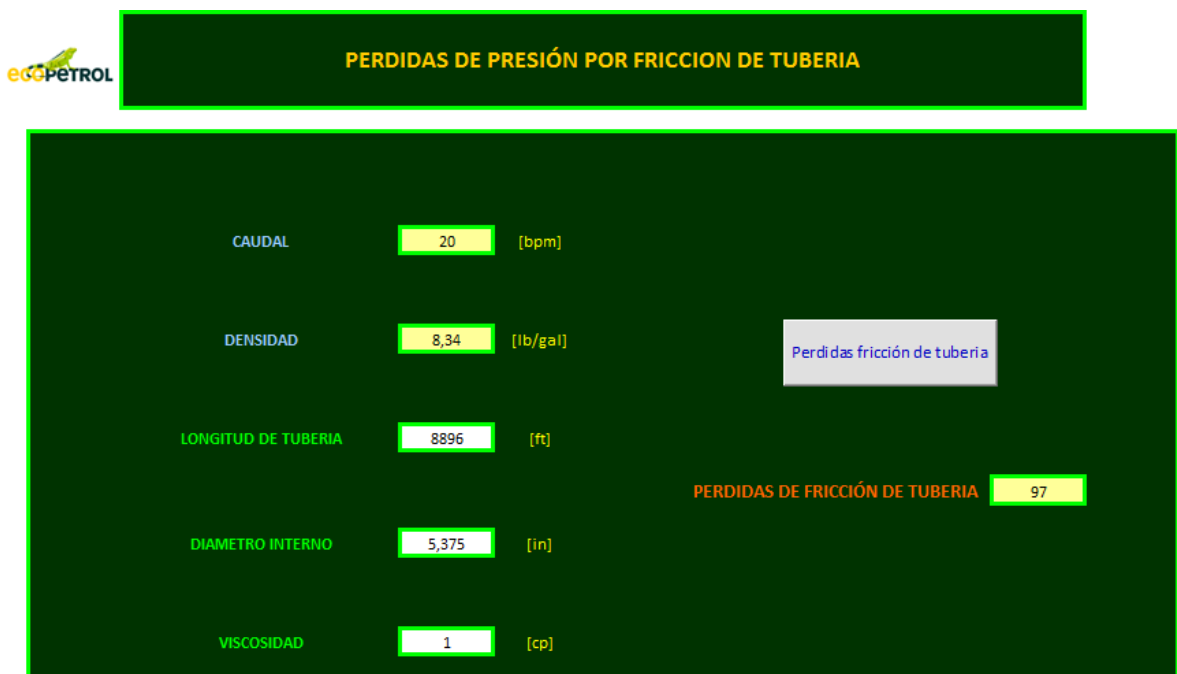 ecopetrol
PERDIDAS DE PRESIÓN POR FRICCION DE TUBERIA
CAUDAL 20 [bpm]
DENSIDAD 8,34 [lb/gal]
Perdidas fricción de tuberia
LONGITUD DE TUBERIA 8896 [ft]
PERDIDAS DE FRICCIÓN DE TUBERIA 97
DIAMETRO INTERNO 5,375 [in]
VISCOSIDAD 1 [cp]